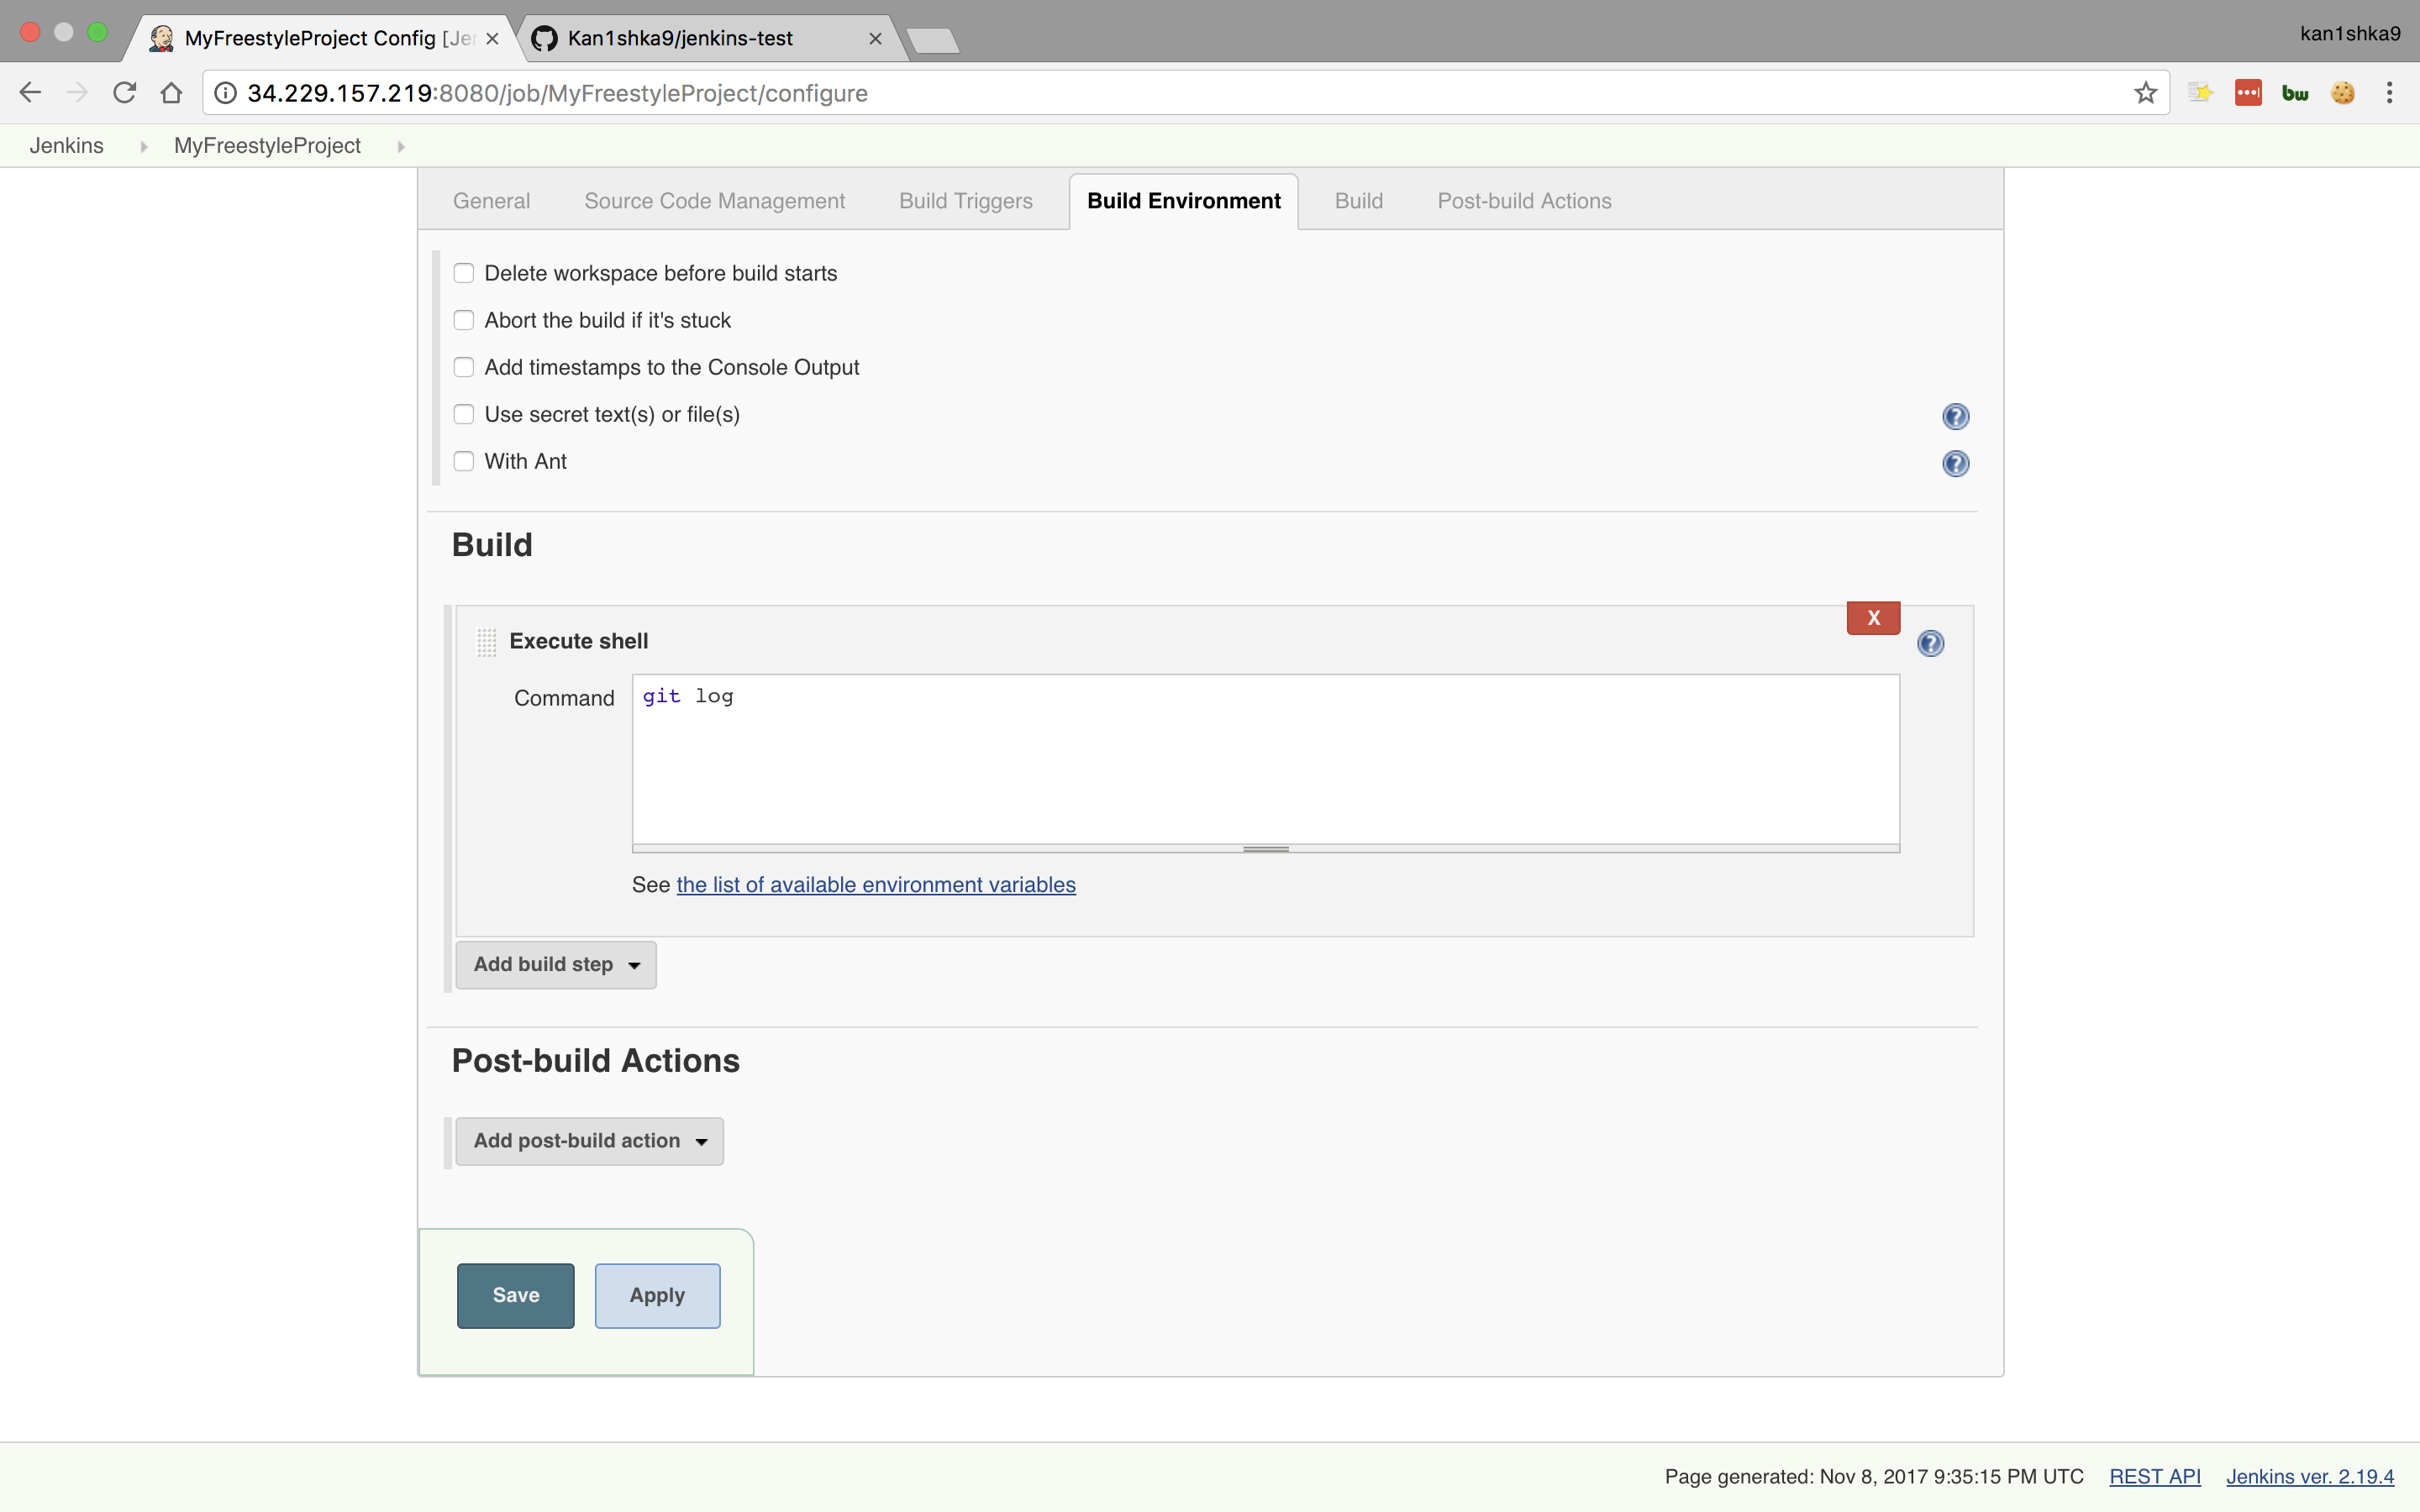 MyFreestyleProject Config [Je
Kan1shka9/jenkins-test
kan1shka9
34.229.157.219:8080/job/MyFreestyleProject/configure
bw
Jenkins
MyFreestyleProject
General
Source Code Management
Build Triggers
Build Environment
Build
Post-build Actions
Delete workspace before build starts
Abort the build if it's stuck
Add timestamps to the Console Output
Use secret text(s) or file(s)
With Ant
Build
X
Execute shell
Command
git log
See the list of available environment variables
Add build step
Post-build Actions
Add post-build action
Save
Apply
Page generated: Nov 8, 2017 9:35:15 PM UTC
REST API
Jenkins ver. 2.19.4